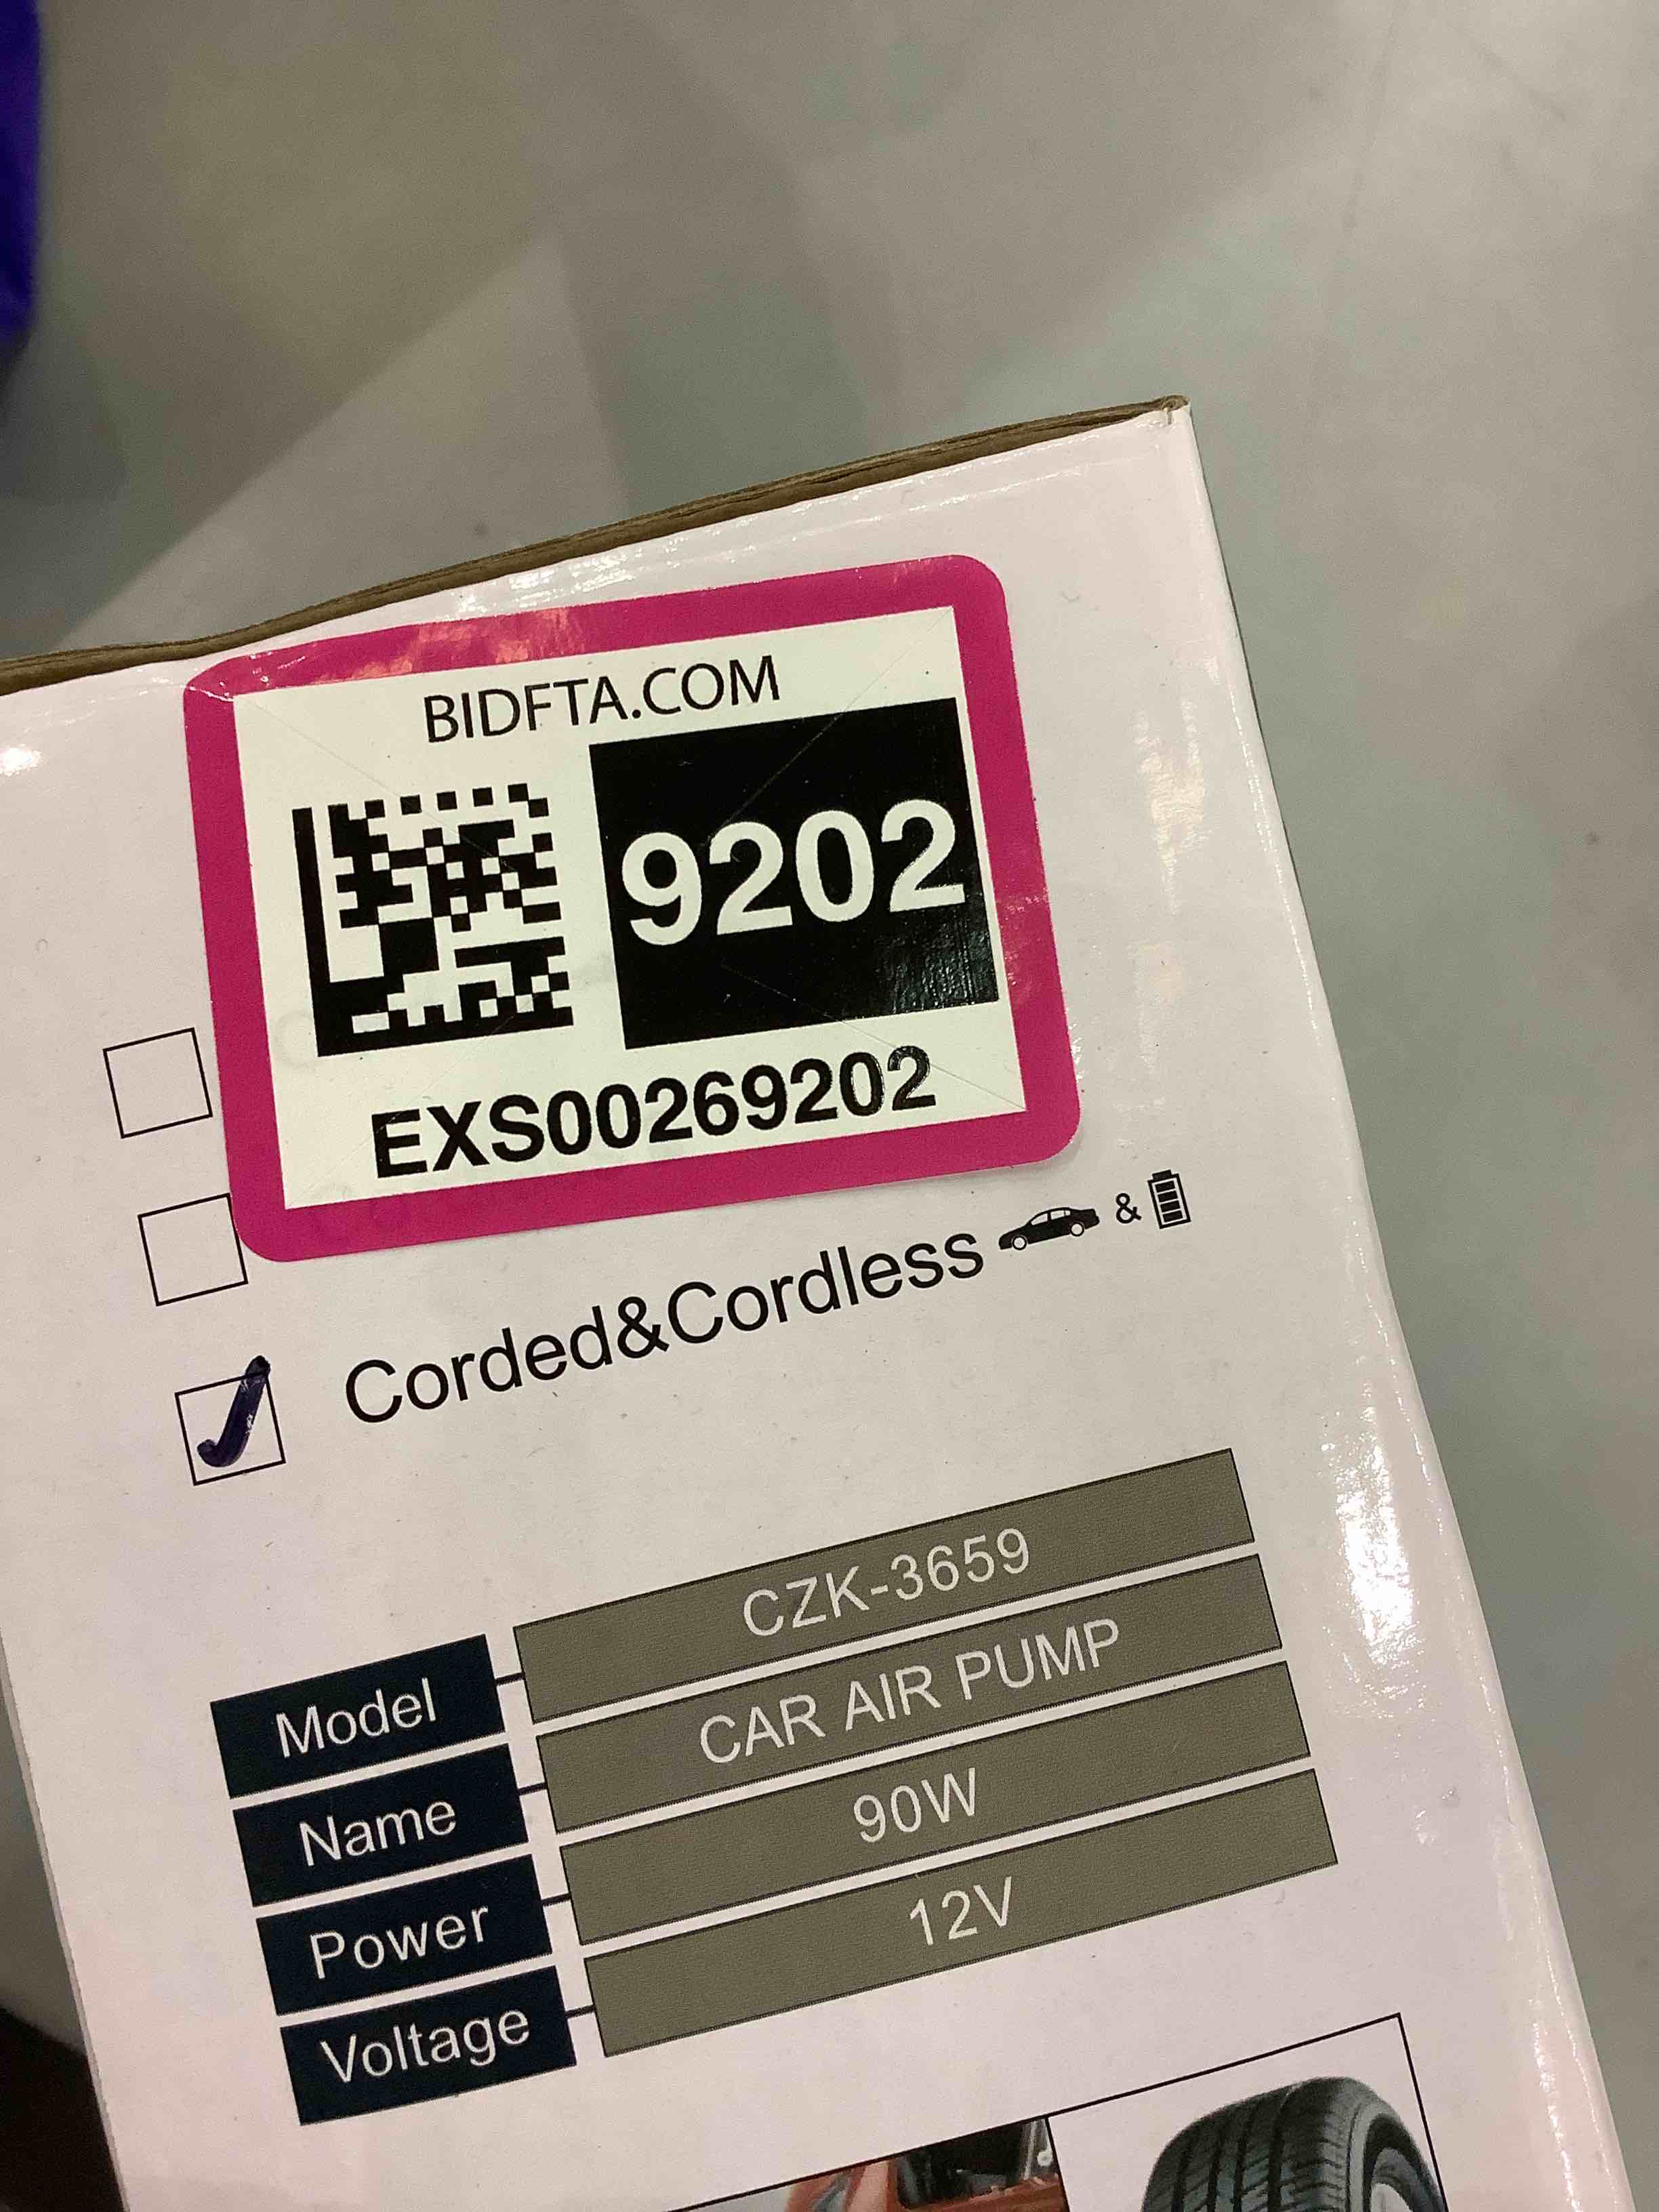 BIDFTA.COM
9202
EXS00269202
Corded&Cordless &
Model CZK-3659
Name CAR AIR PUMP
Power 90W
Voltage 12V